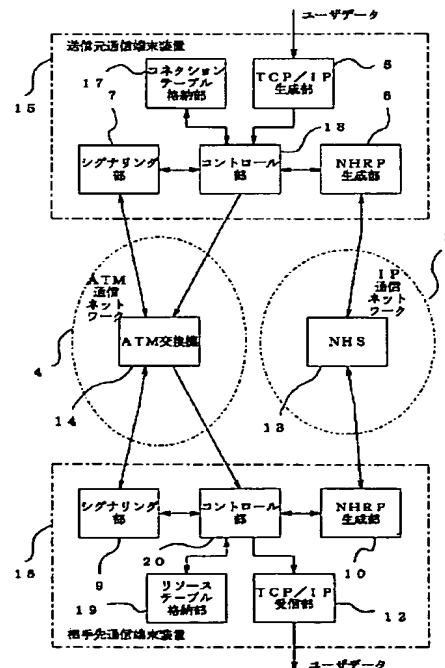 ユーザデータ
送信元通信端末装置
15
17
コネクション
テーブル
格納部
TCP/IP
生成部
5
7
18
6
シグナリング
部
コントロール
部
NHRP
生成部
ATM
通信
ネット
ワーク
IP
通信
ネット
ワーク
4
ATM交換機
14
NHS
13
シグナリング
部
コントロール
部
NHRP
生成部
9
20
10
19
リソース
テーブル
格納部
TCP/IP
受信部
12
相手先通信端末装置
ユーザデータ